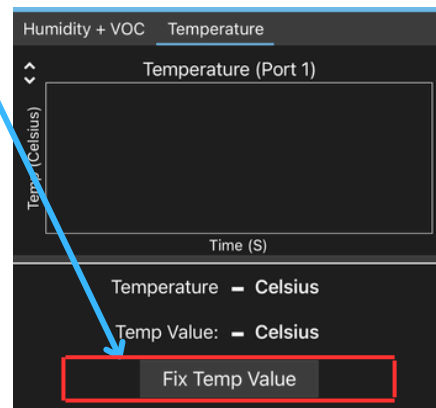 Humidity + VOC Temperature
Temperature (Port 1)
Temp (Celsius)
Time (S)
Temperature – Celsius
Temp Value: – Celsius
Fix Temp Value